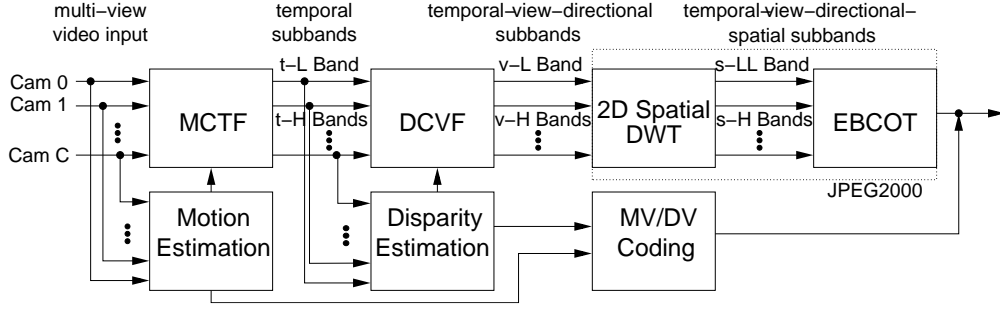 multi−view
video input
temporal
subbands
temporal−view−directional
subbands
temporal-view−directional−
spatial subbands
Cam 0
Cam 1
Cam C
MCTF
t−L Band
t−H Bands
DCVF
v−L Band
v−H Bands
2D Spatial
DWT
s−LL Band
s−H Bands
EBCOT
JPEG2000
Motion
Estimation
Disparity
Estimation
MV/DV
Coding